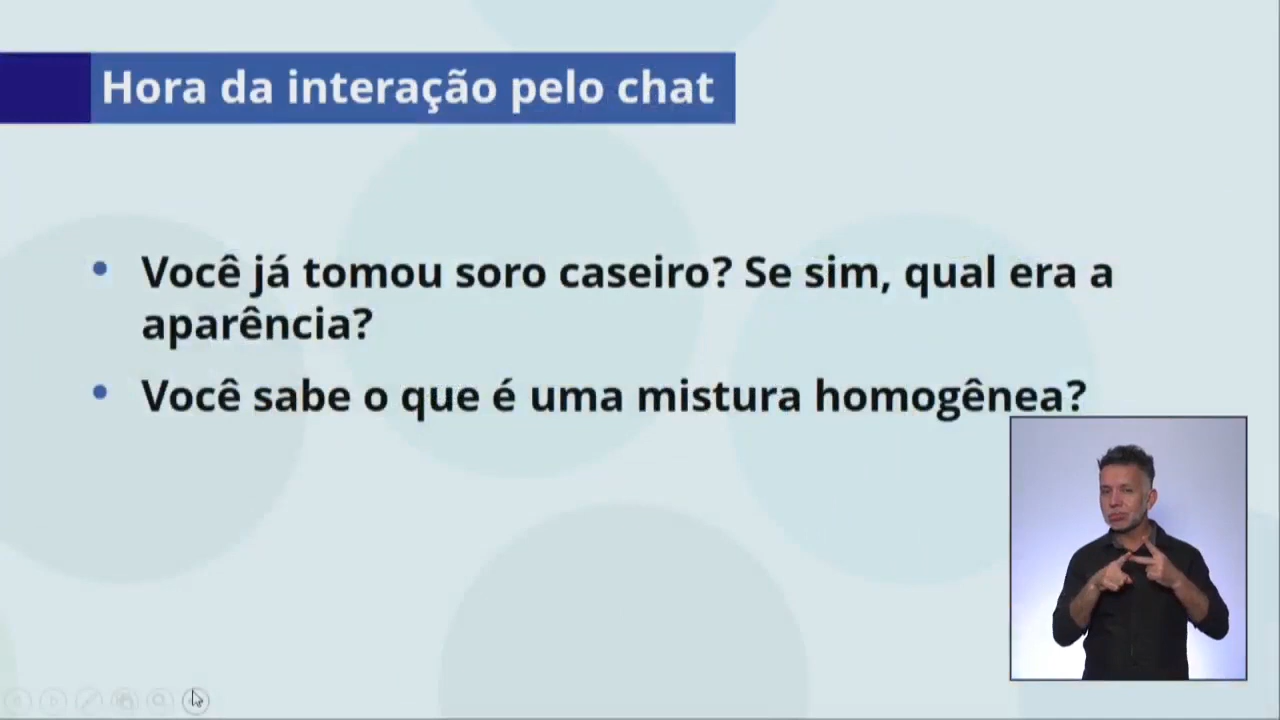 Hora da interação pelo chat
• Você já tomou soro caseiro? Se sim, qual era a
aparência?
• Você sabe o que é uma mistura homogênea?